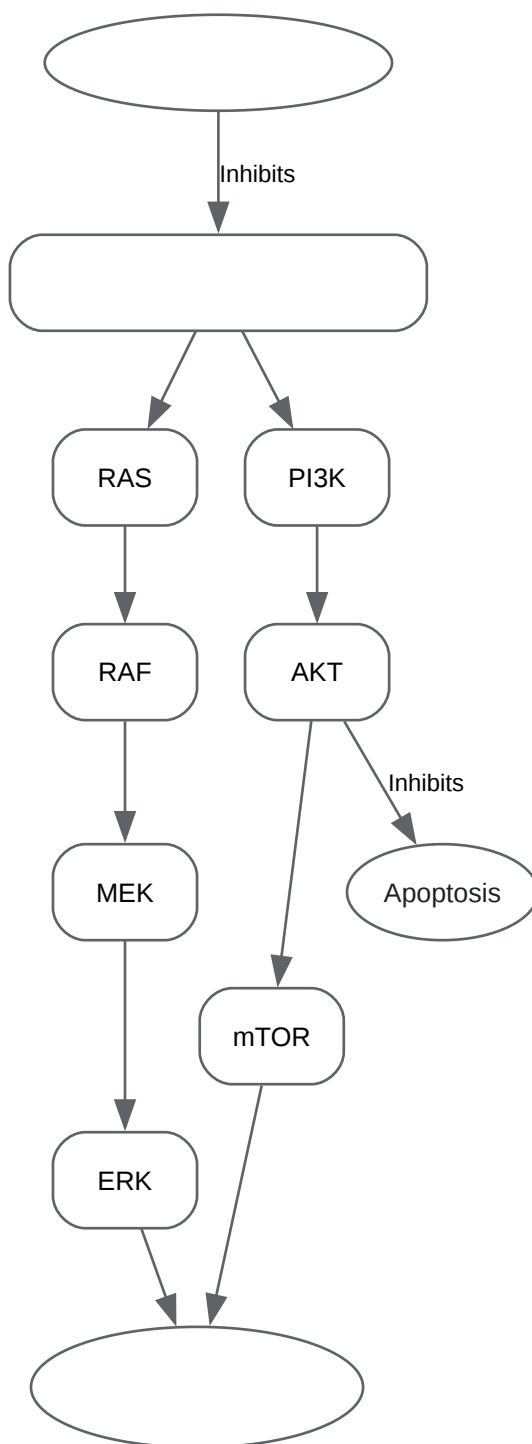 Inhibits
RAS
PI3K
RAF
AKT
Inhibits
MEK
Apoptosis
mTOR
ERK